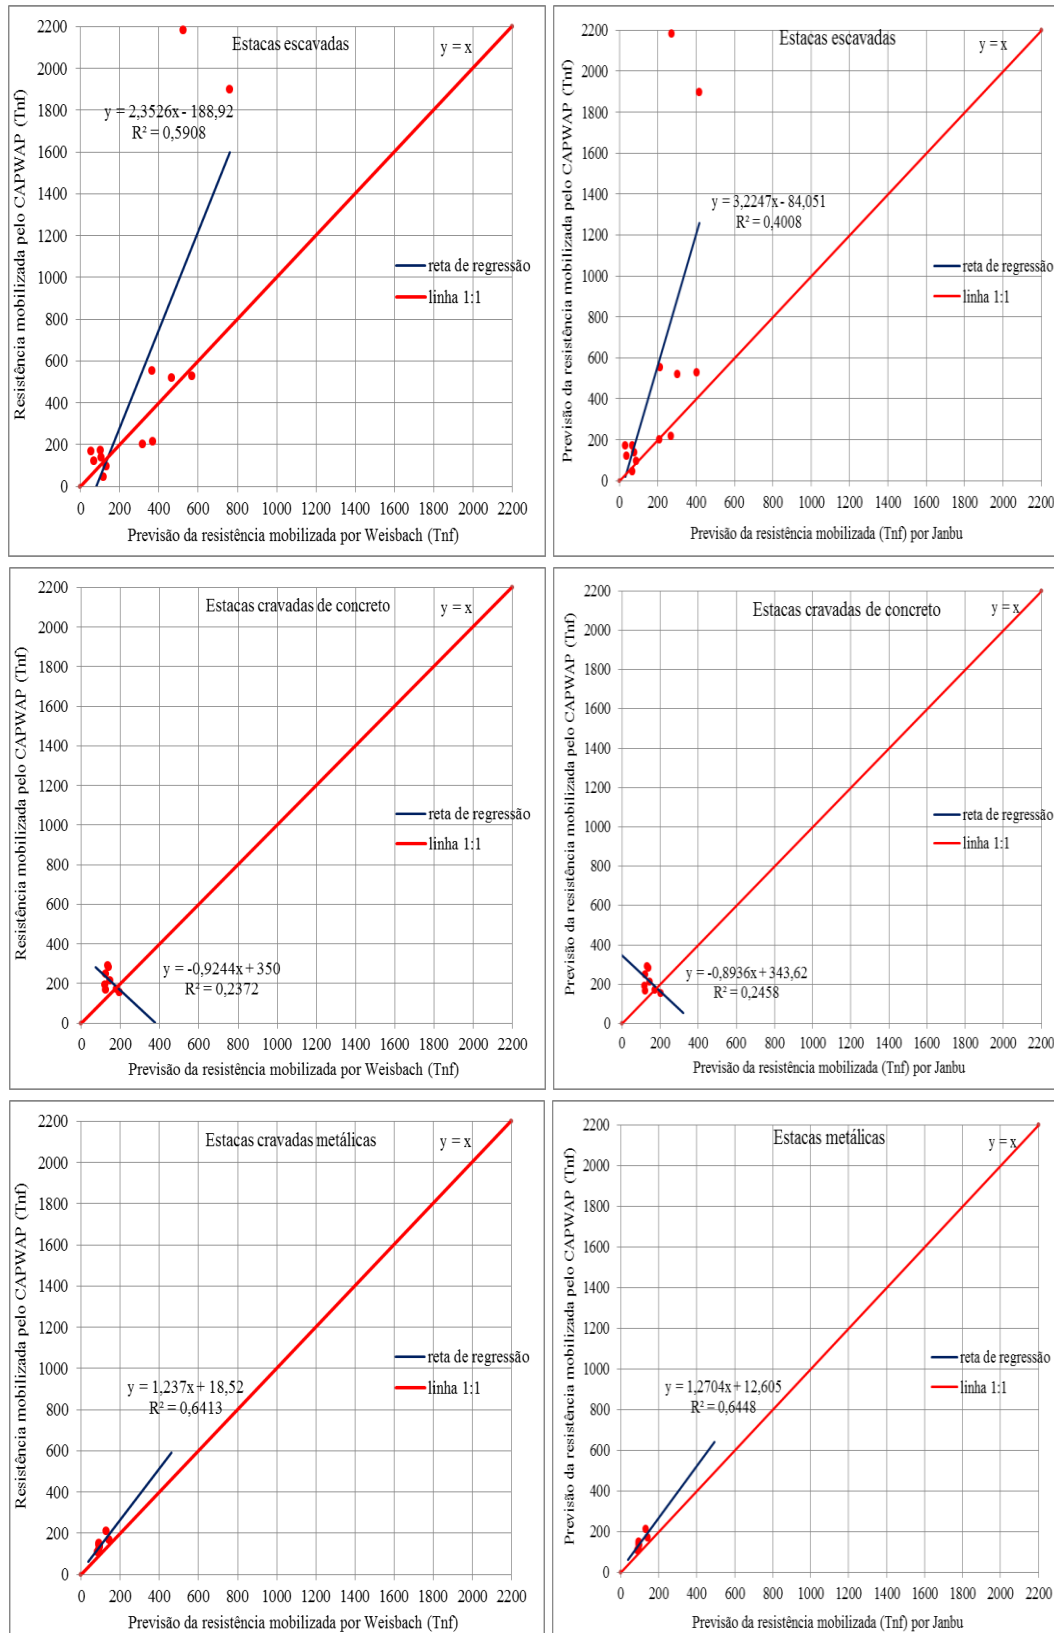 Estacas escavadas
y = x
y = 2,3526x - 188,92
R² = 0,5908
reta de regressão
linha 1:1
Resistência mobilizada pelo CAPWAP (Tnf)
2200
2000
1800
1600
1400
1200
1000
800
600
400
200
0
0 200 400 600 800 1000 1200 1400 1600 1800 2000 2200
Previsão da resistência mobilizada por Weisbach (Tnf)
Estacas escavadas
y = x
y = 3,2247x - 84,051
R² = 0,4008
reta de regressão
linha 1:1
Previsão da resistência mobilizada pelo CAPWAP (Tnf)
2200
2000
1800
1600
1400
1200
1000
800
600
400
200
0
0 200 400 600 800 1000 1200 1400 1600 1800 2000 2200
Previsão da resistência mobilizada (Tnf) por Janbu
Estacas cravadas de concreto
y = x
reta de regressão
linha 1:1
y = -0,9244x + 350
R² = 0,2372
Resistência mobilizada pelo CAPWAP (Tnf)
2200
2000
1800
1600
1400
1200
1000
800
600
400
200
0
0 200 400 600 800 1000 1200 1400 1600 1800 2000 2200
Previsão da resistência mobilizada por Weisbach (Tnf)
Estacas cravadas de concreto
y = x
reta de regressão
linha 1:1
y = -0,8936x + 343,62
R² = 0,2458
Previsão da resistência mobilizada pelo CAPWAP (Tnf)
2200
2000
1800
1600
1400
1200
1000
800
600
400
200
0
0 200 400 600 800 1000 1200 1400 1600 1800 2000 2200
Previsão da resistência mobilizada (Tnf) por Janbu
Estacas cravadas metálicas
y = x
reta de regressão
linha 1:1
y = 1,237x + 18,52
R² = 0,6413
Resistência mobilizada pelo CAPWAP (Tnf)
2200
2000
1800
1600
1400
1200
1000
800
600
400
200
0
0 200 400 600 800 1000 1200 1400 1600 1800 2000 2200
Previsão da resistência mobilizada por Weisbach (Tnf)
Estacas metálicas
y = x
reta de regressão
linha 1:1
y = 1,2704x + 12,605
R² = 0,6448
Previsão da resistência mobilizada pelo CAPWAP (Tnf)
2200
2000
1800
1600
1400
1200
1000
800
600
400
200
0
0 200 400 600 800 1000 1200 1400 1600 1800 2000 2200
Previsão da resistência mobilizada (Tnf) por Janbu